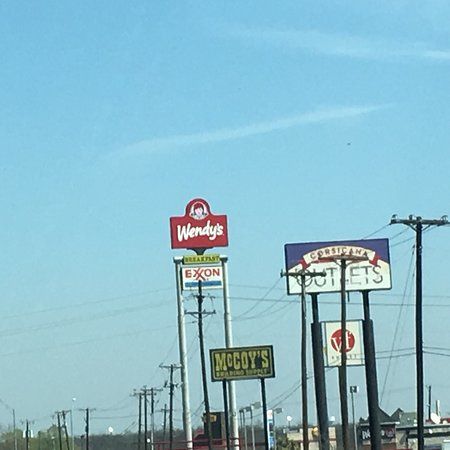 Wendy's
BREAKFAST
EXXON
McCOY'S
BUILDING SUPPLY
CORSICANA
OUTLETS